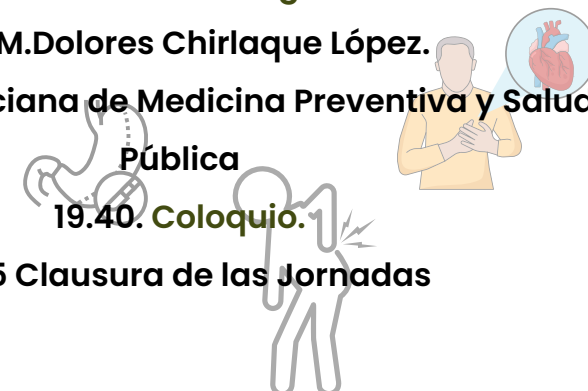 M.Dolores Chirlaque López.
ciana de Medicina Preventiva y Salud
Pública
19.40. Coloquio.
5 Clausura de las Jornadas